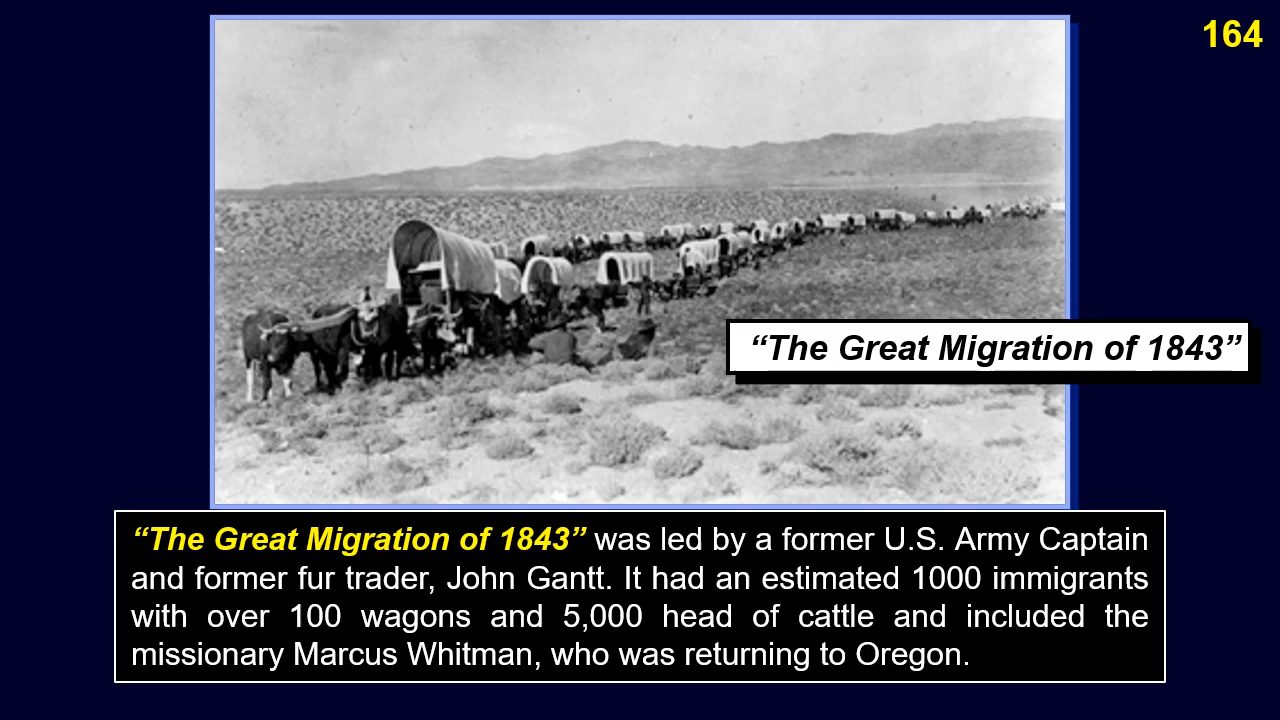 164
“The Great Migration of 1843”
“The Great Migration of 1843” was led by a former U.S. Army Captain
and former fur trader, John Gantt. It had an estimated 1000 immigrants
with over 100 wagons and 5,000 head of cattle and included the
missionary Marcus Whitman, who was returning to Oregon.